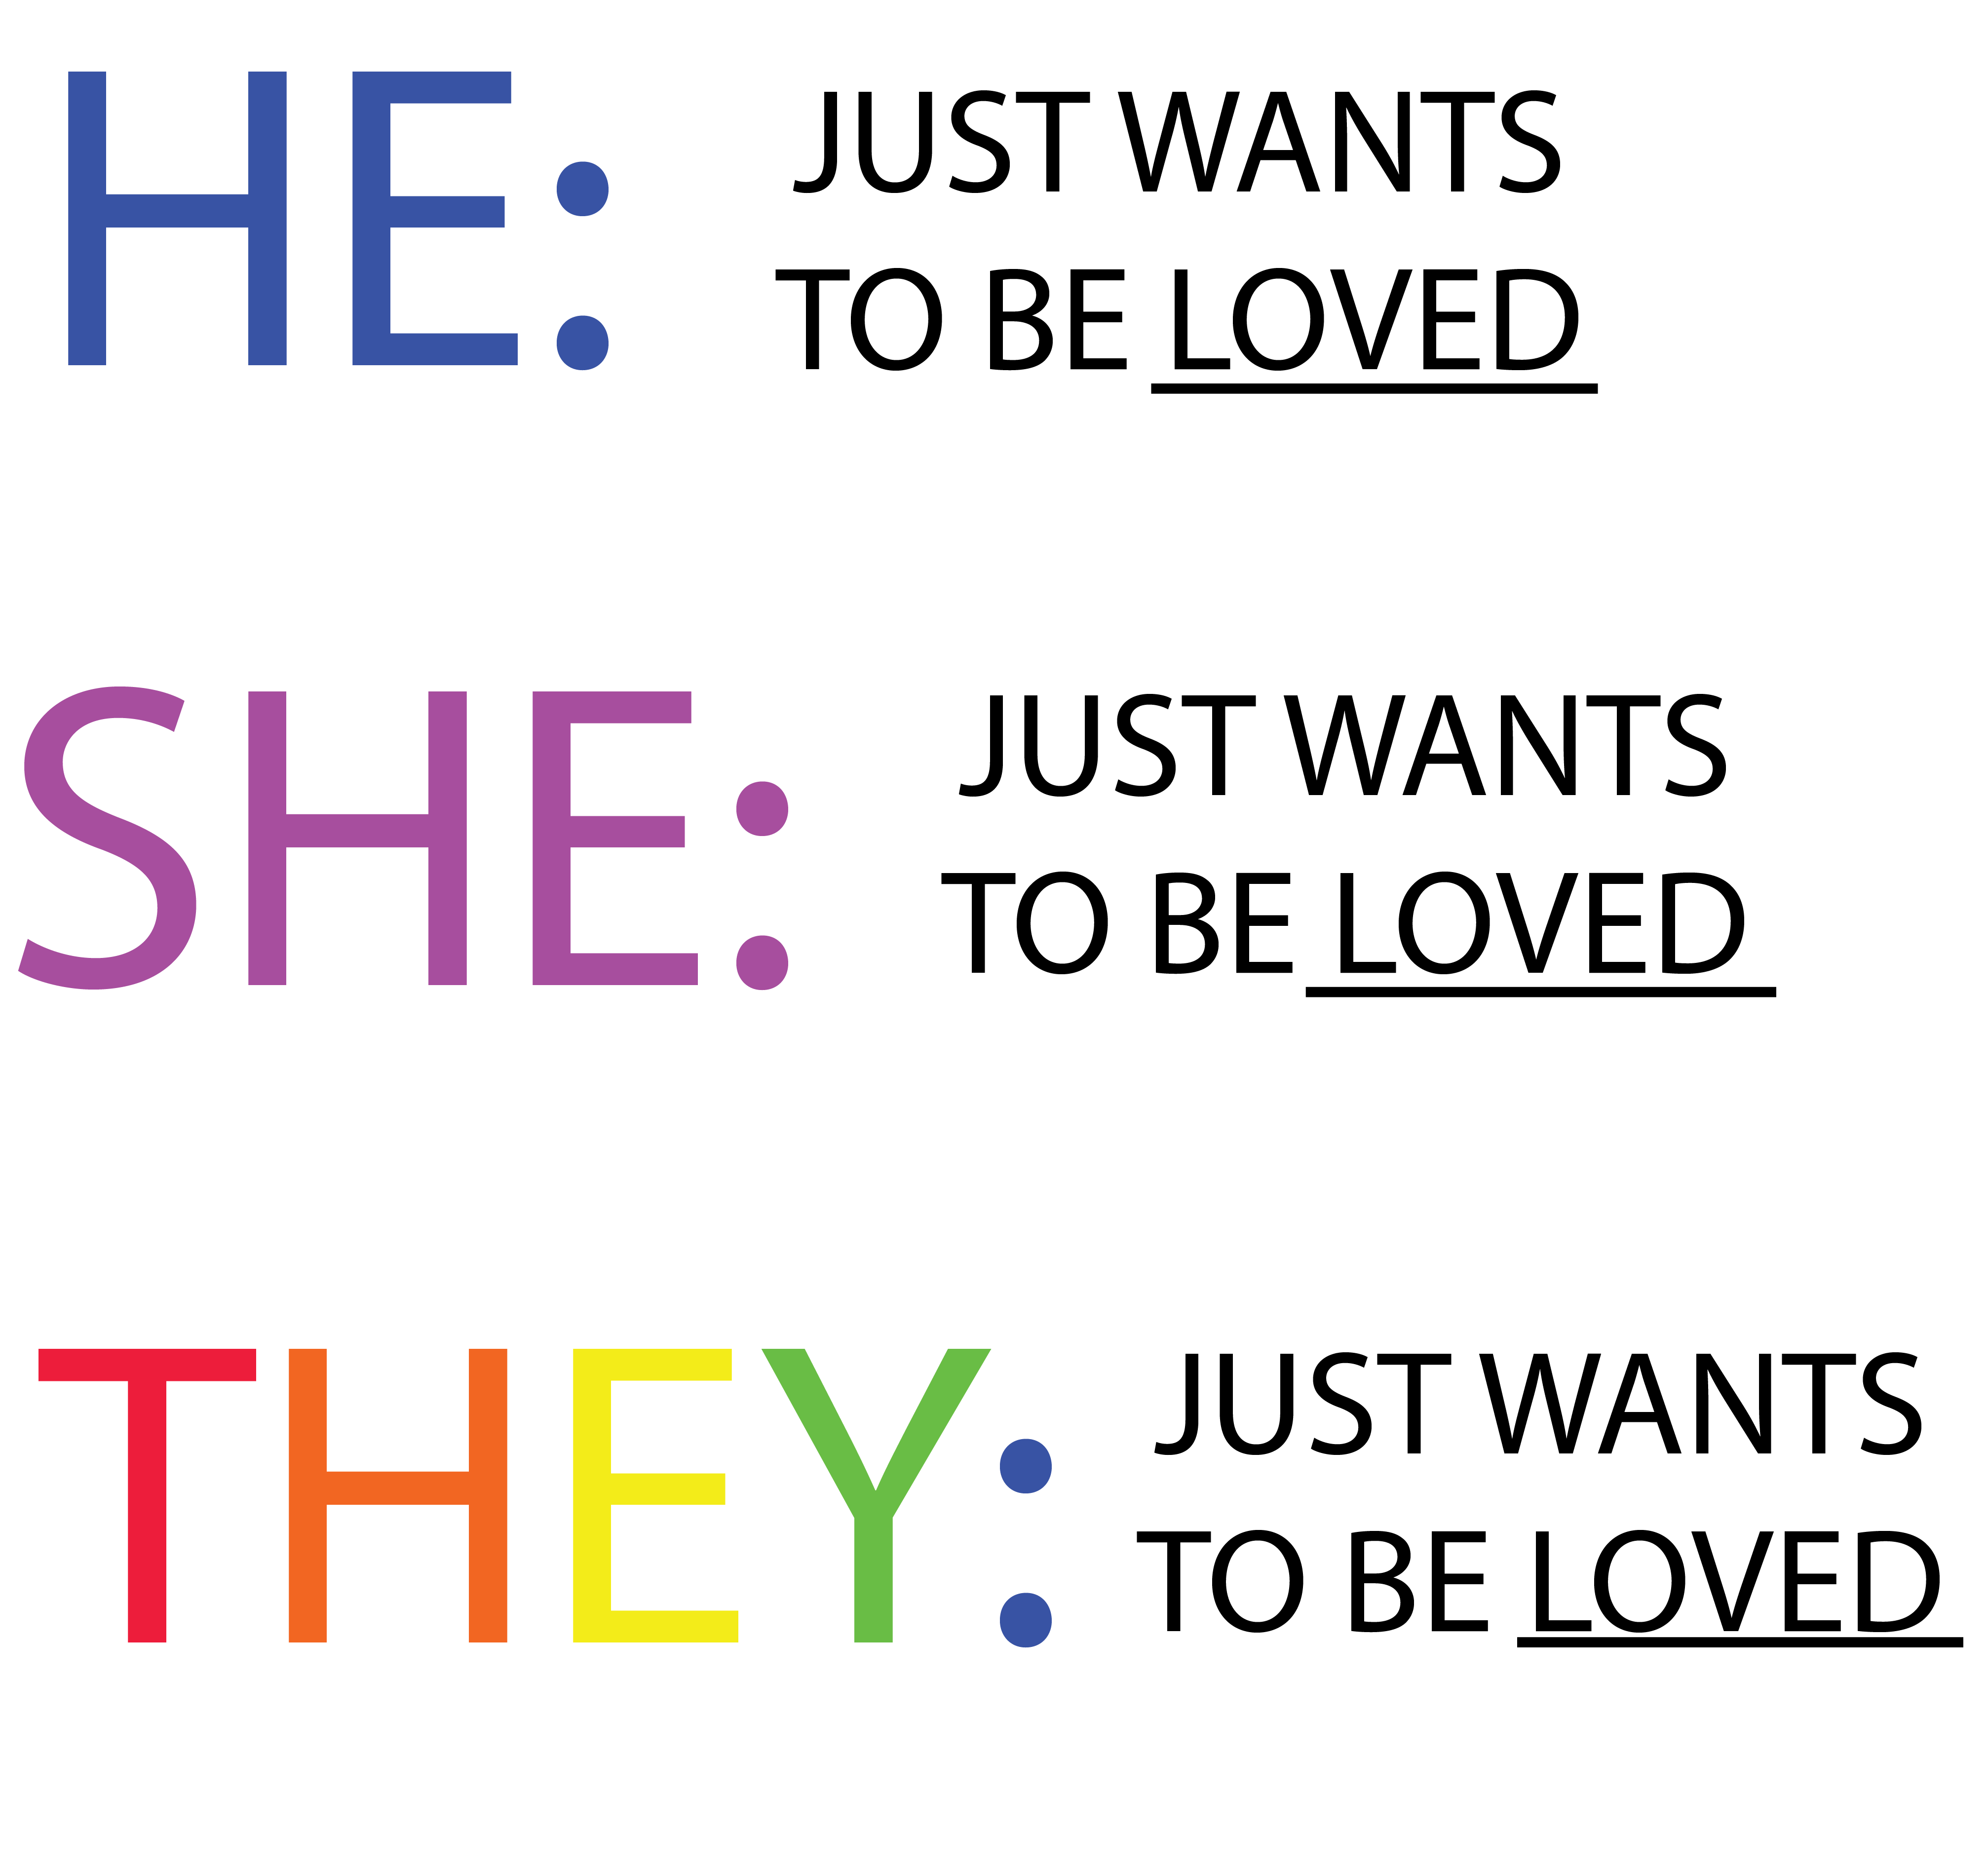 HE: JUST WANTS
TO BE LOVED
SHE: JUST WANTS
TO BE LOVED
THEY: JUST WANTS
TO BE LOVED